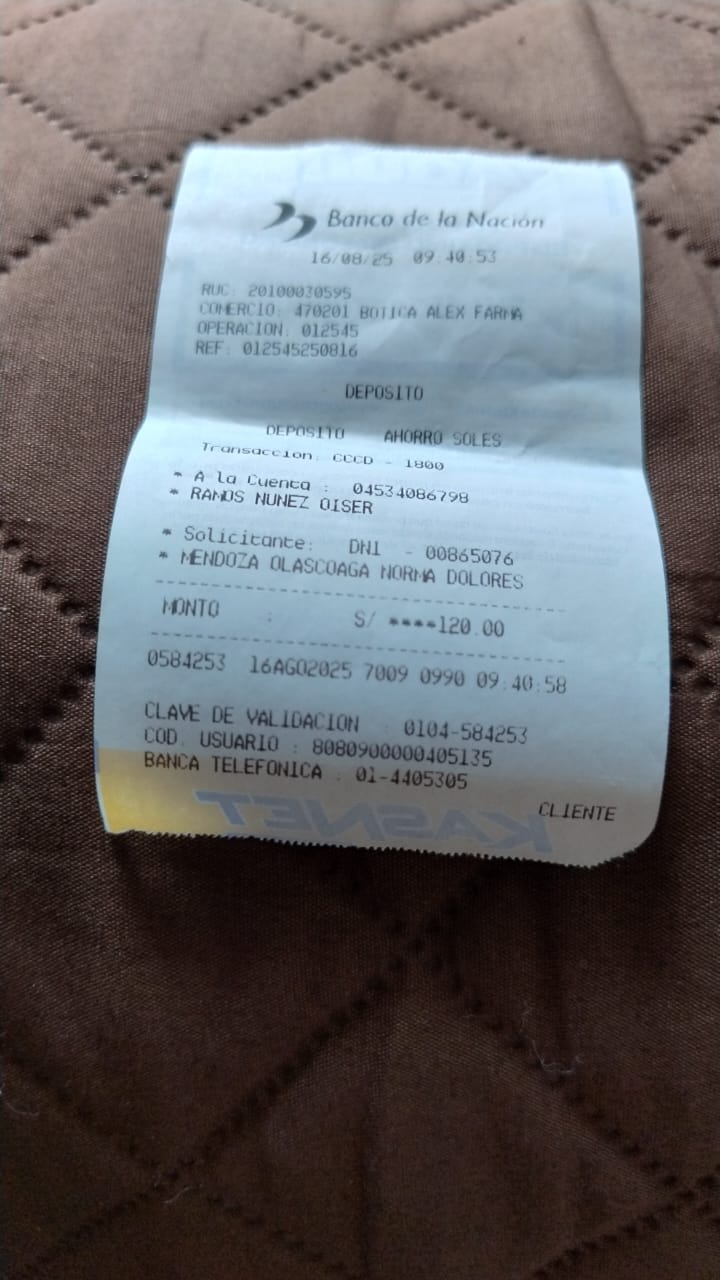 Banco de la Nación
16/08/25 09:40:53
RUC: 20100030595
COMERCIO: 470201 BOTICA ALEX FARMA
OPERACION: 012545
REF: 012545250816
DEPOSITO
DEPOSITO AHORRO SOLES
Transaccion: CCCD - 1800
* A la Cuenta : 04534086798
* RAMOS NUNEZ OISER
* Solicitante: DNI - 00865076
* MENDOZA OLASCOAGA NORMA DOLORES
MONTO : S/ ****120.00
0584253 16AGO2025 7009 0990 09:40:58
CLAVE DE VALIDACION : 0104-584253
COD. USUARIO : 8080900000405135
BANCA TELEFONICA : 01-4405305
CLIENTE
KASNET